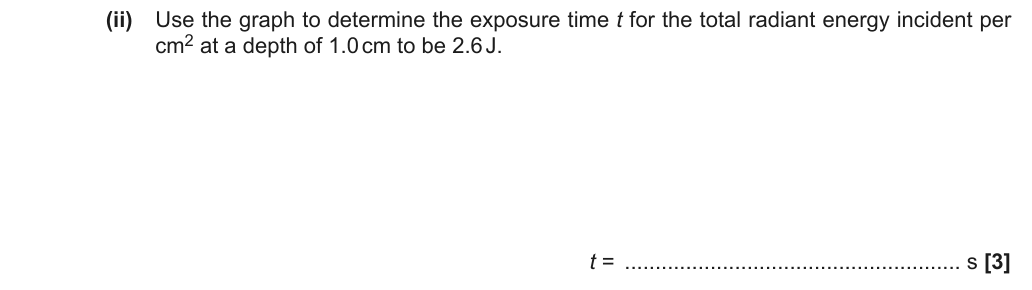 (ii) Use the graph to determine the exposure time t for the total radiant energy incident per
cm² at a depth of 1.0 cm to be 2.6 J.
t = ........................................................ s [3]